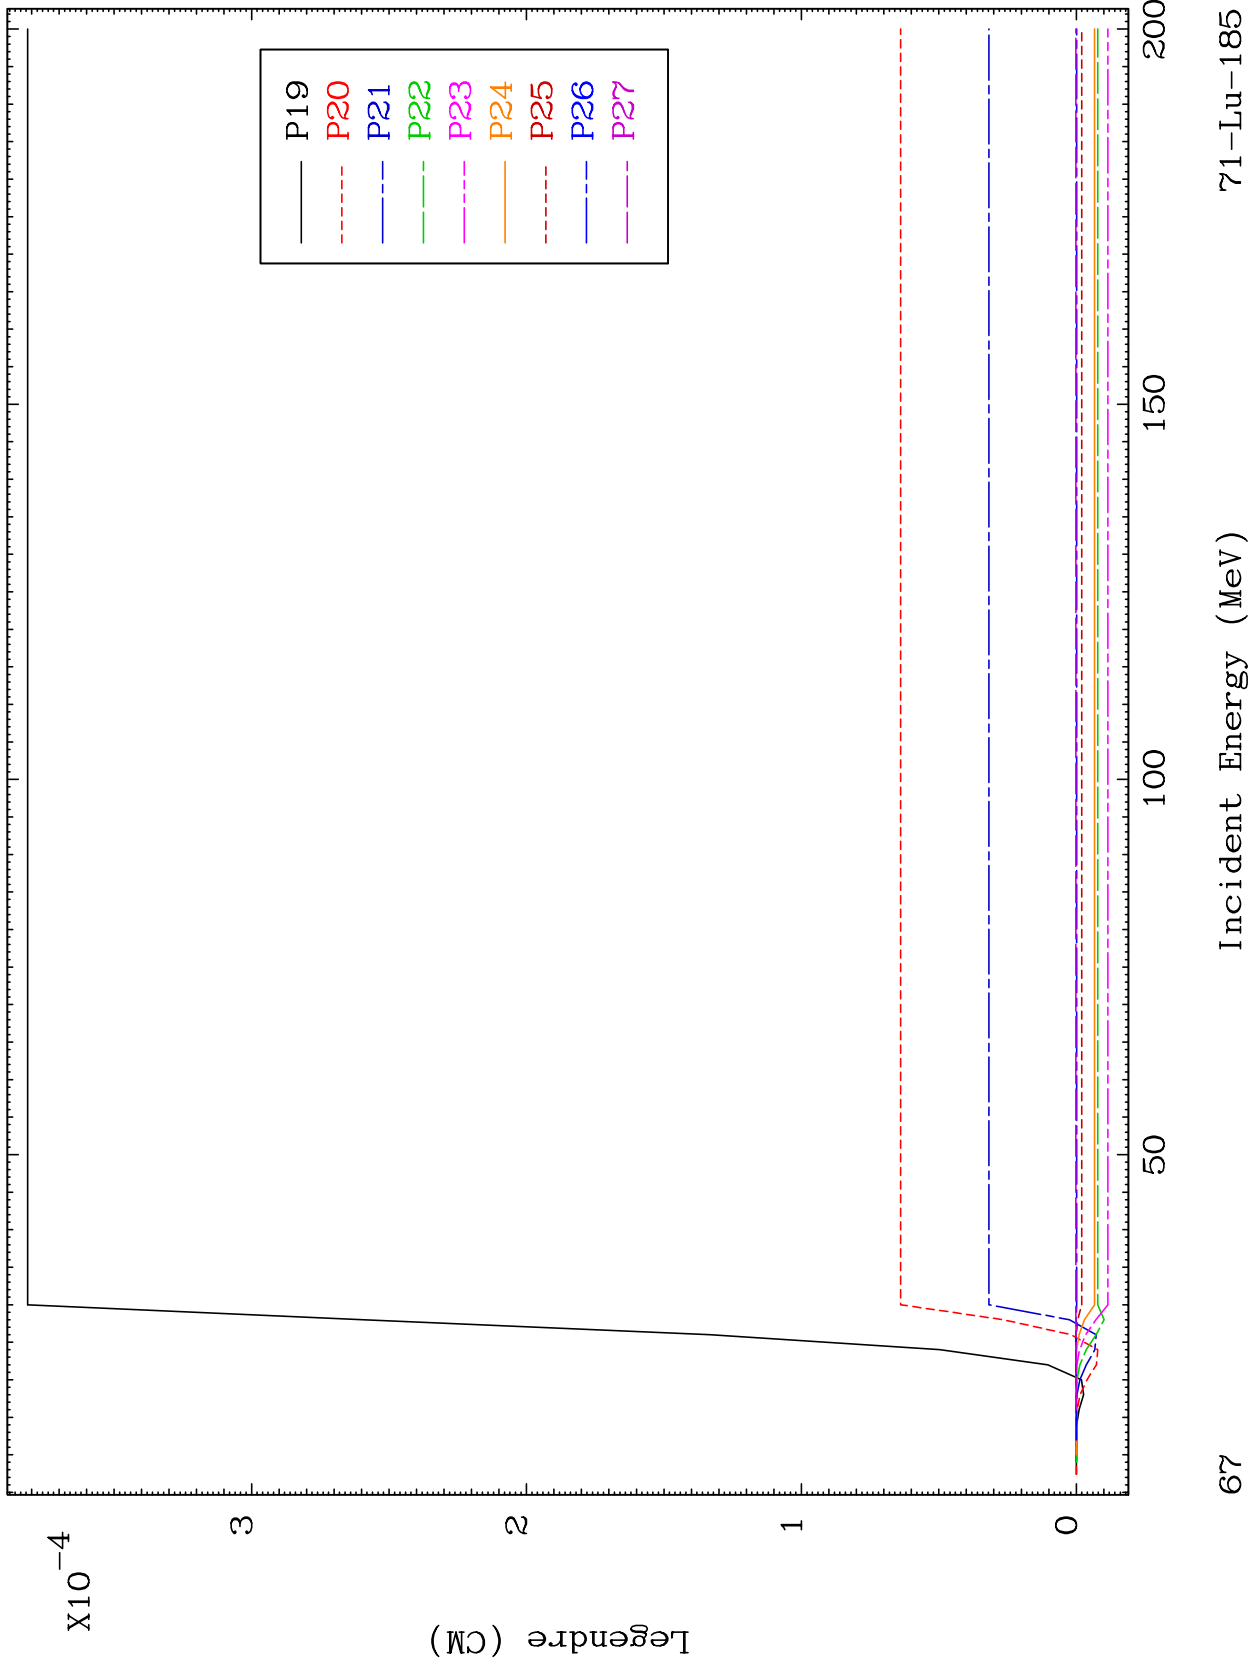 X10-4
Legendre (CM)
3
2
1
0
P19
P20
P21
P22
P23
P24
P25
P26
P27
50
100
150
200
67
Incident Energy (MeV)
71-Lu-185